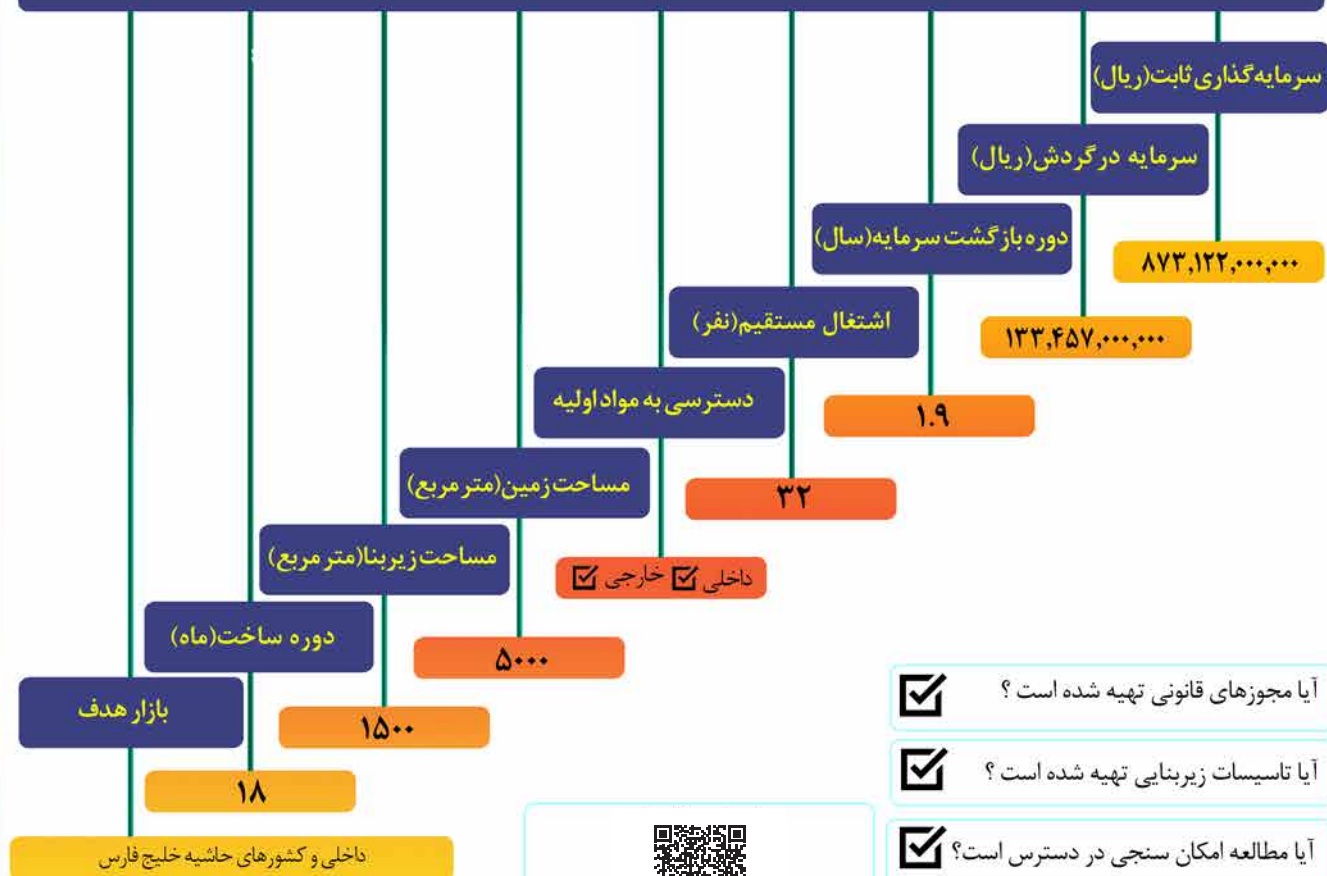 سرمایه‌گذاری ثابت(ریال)
۸۷۳,۱۲۲,۰۰۰,۰۰۰
سرمایه در گردش(ریال)
۱۳۳,۴۵۷,۰۰۰,۰۰۰
دوره بازگشت سرمایه(سال)
۱.۹
اشتغال مستقیم(نفر)
۳۲
دسترسی به مواد اولیه
داخلی ☑ خارجی ☑
مساحت زمین(متر مربع)
۵۰۰۰
مساحت زیربنا(متر مربع)
۱۵۰۰
دوره ساخت(ماه)
۱۸
بازار هدف
داخلی و کشورهای حاشیه خلیج فارس
آیا مجوزهای قانونی تهیه شده است ؟ ☑
آیا تاسیسات زیربنایی تهیه شده است ؟ ☑
آیا مطالعه امکان سنجی در دسترس است؟ ☑